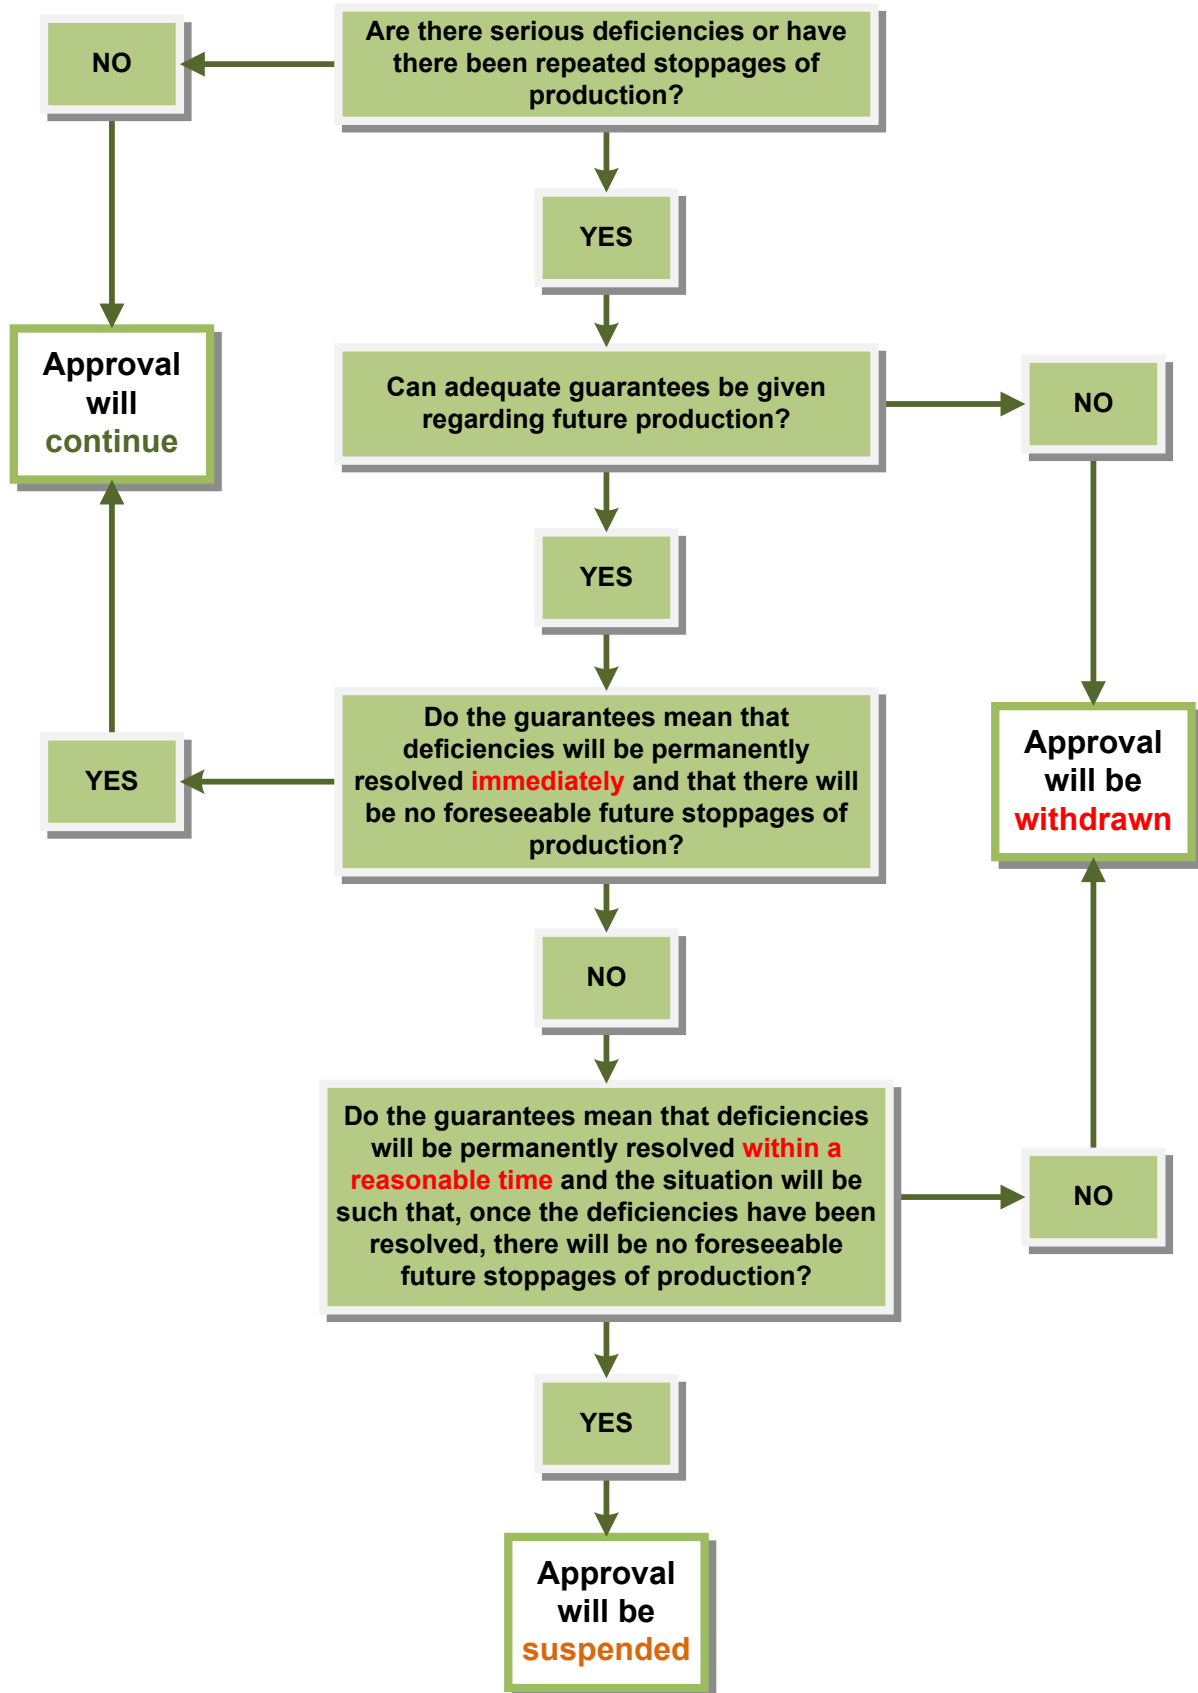 Are there serious deficiencies or have
there been repeated stoppages of
production?
NO
YES
Approval
will
continue
Can adequate guarantees be given
regarding future production?
NO
YES
Do the guarantees mean that
deficiencies will be permanently
resolved immediately and that there will
be no foreseeable future stoppages of
production?
YES
Approval
will be
withdrawn
NO
Do the guarantees mean that deficiencies
will be permanently resolved within a
reasonable time and the situation will be
such that, once the deficiencies have been
resolved, there will be no foreseeable
future stoppages of production?
NO
YES
Approval
will be
suspended